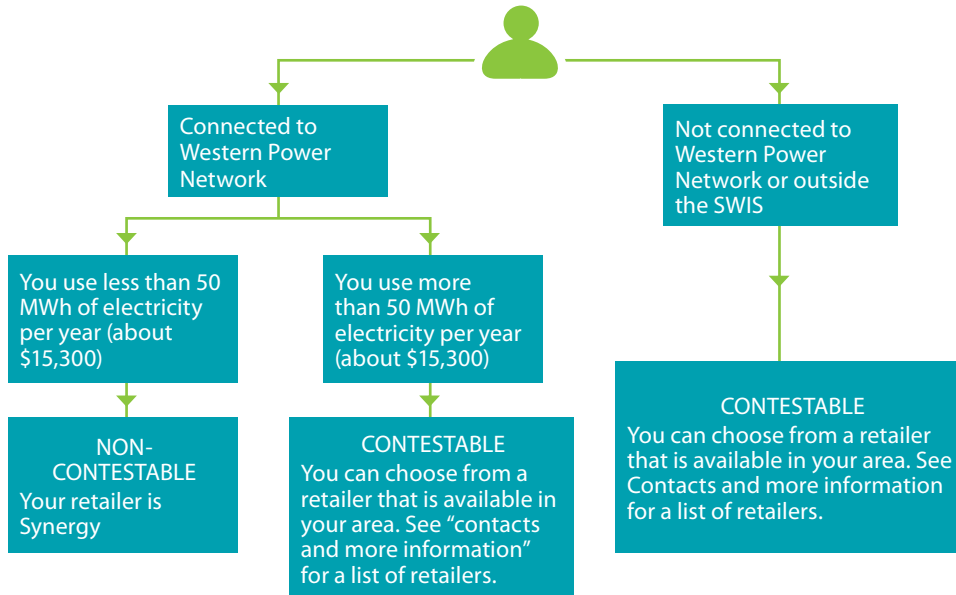 Connected to
Western Power
Network
Not connected to
Western Power
Network or outside
the SWIS
You use less than 50
MWh of electricity
per year (about
$15,300)
You use more
than 50 MWh of
electricity per year
(about $15,300)
NON-
CONTESTABLE
Your retailer is
Synergy
CONTESTABLE
You can choose from a
retailer that is available in
your area. See “contacts
and more information”
for a list of retailers.
CONTESTABLE
You can choose from a retailer
that is available in your area. See
Contacts and more information
for a list of retailers.